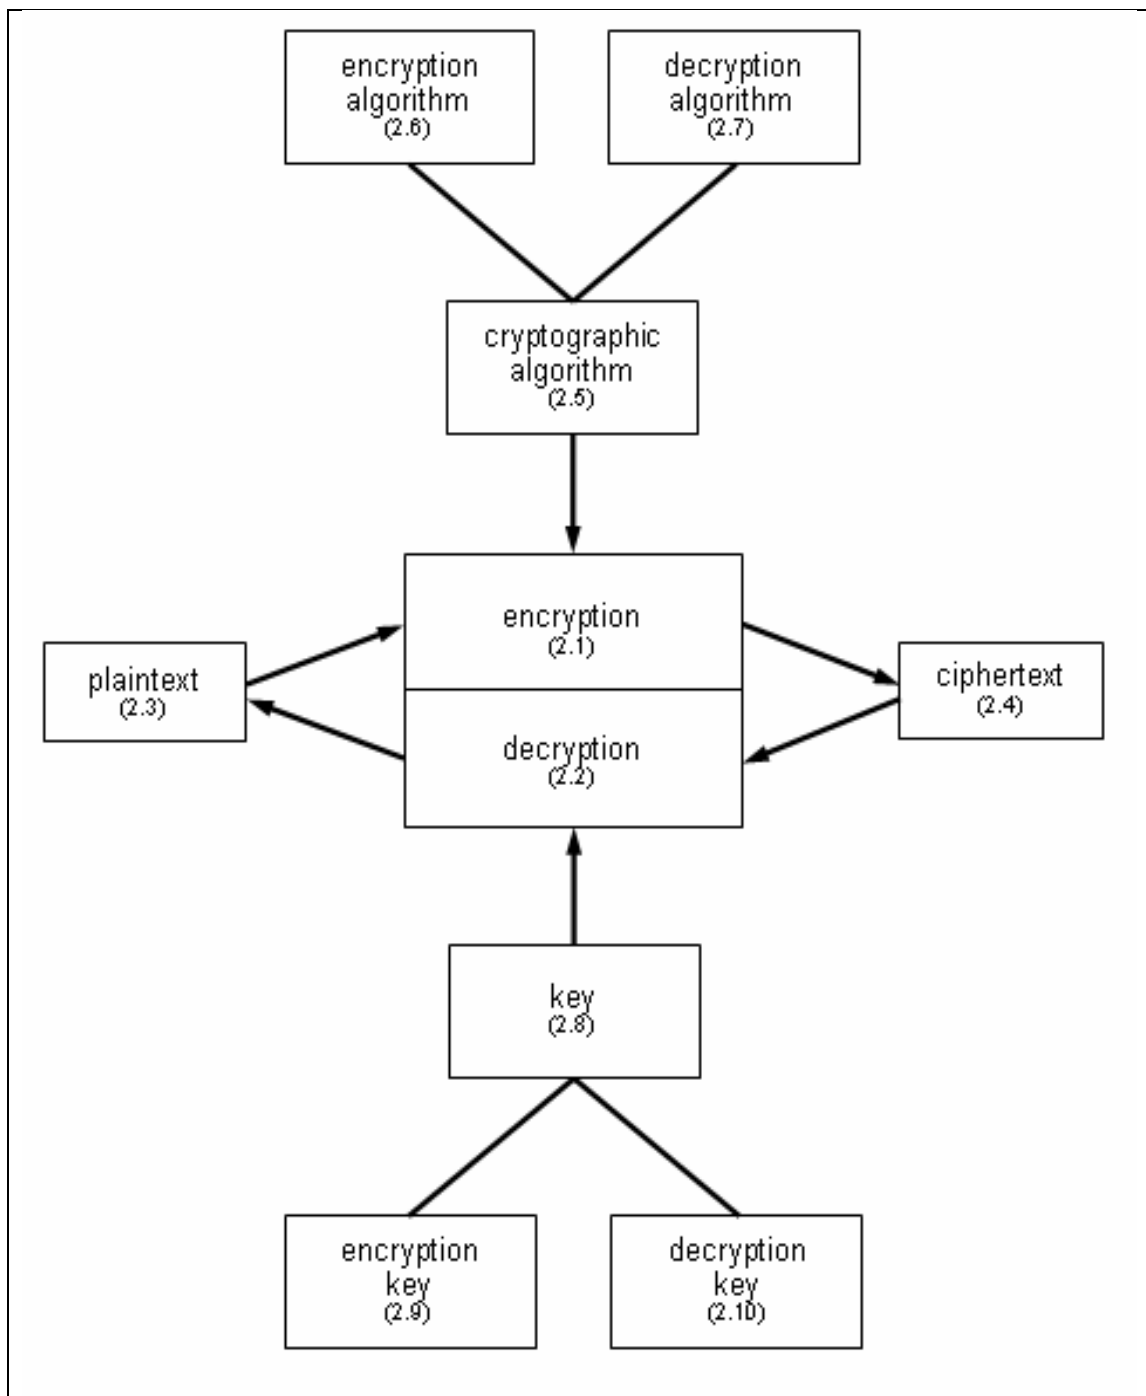 encryption
algorithm
(2.6)
decryption
algorithm
(2.7)
cryptographic
algorithm
(2.5)
encryption
(2.1)
plaintext
(2.3)
ciphertext
(2.4)
decryption
(2.2)
key
(2.8)
encryption
key
(2.9)
decryption
key
(2.10)